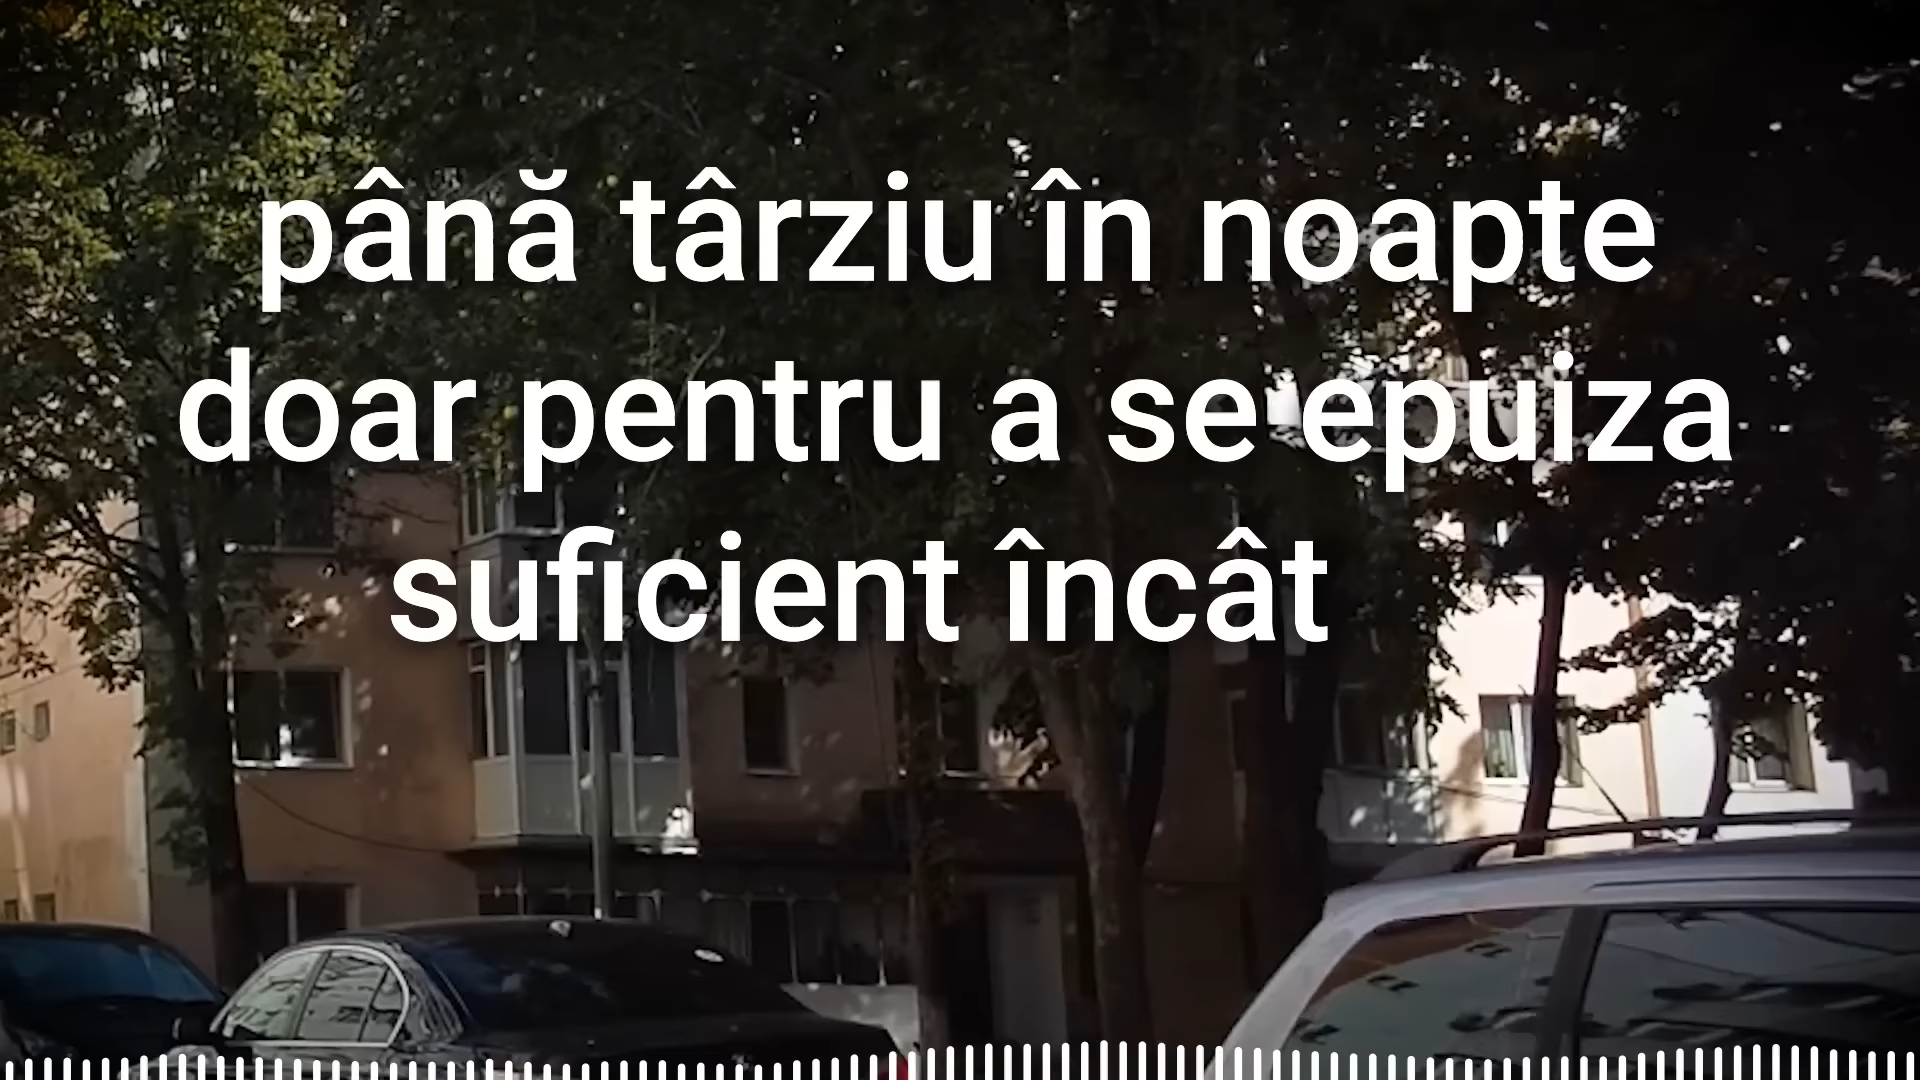 până târziu în noapte
doar pentru a se epuiza
suficient încât